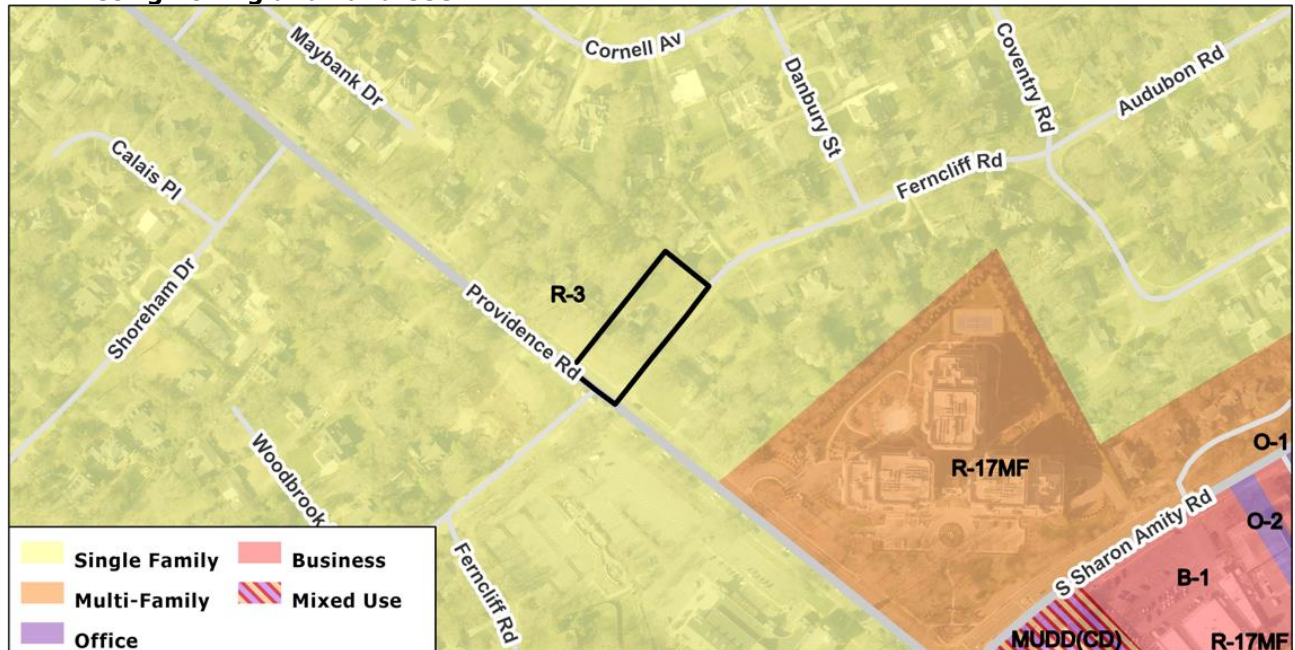 Maybank Dr
Cornell Av
Danbury St
Coventry Rd
Audubon Rd
Calais Pl
Ferncliff Rd
Shoreham Dr
R-3
Providence Rd
Woodbrook
R-17MF
O-1
S Sharon Amity Rd
O-2
B-1
Ferncliff Rd
MUDD(CD)
R-17MF
Single Family
Business
Multi-Family
Mixed Use
Office